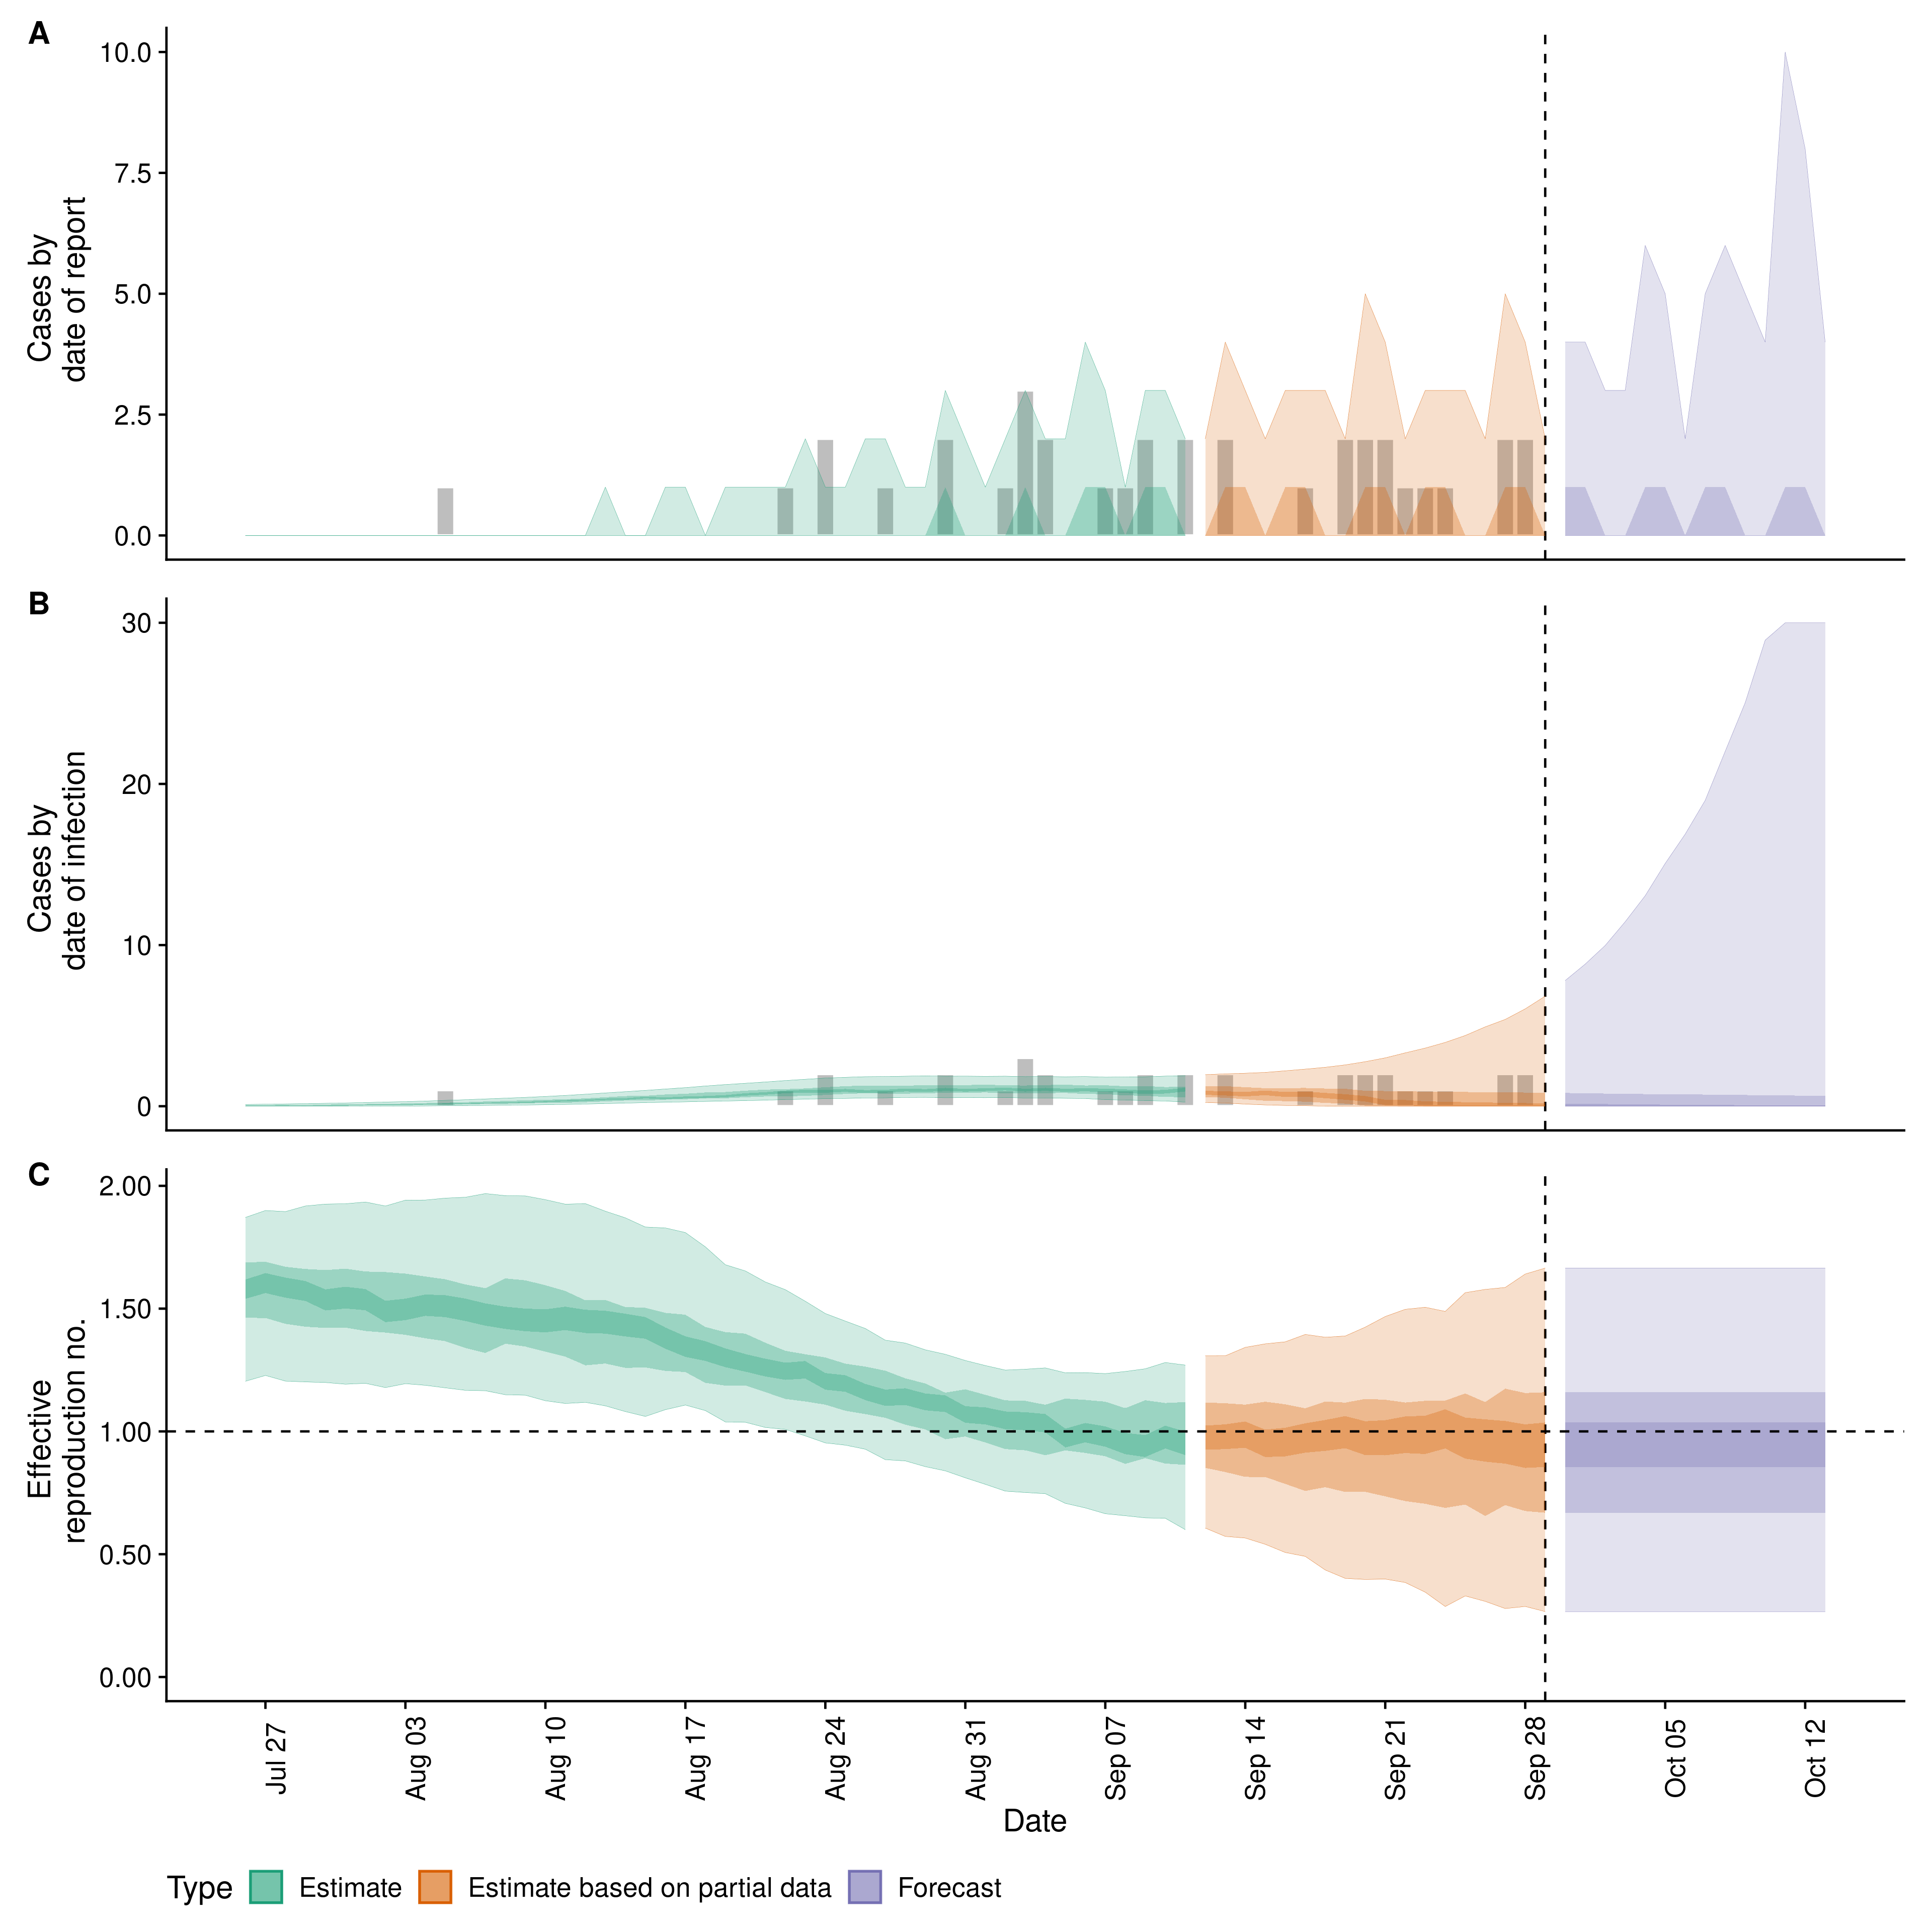 A
10.0
7.5
5.0
2.5
0.0
Cases by
date of report
B
30
20
10
0
Cases by
date of infection
C
2.00
1.50
1.00
0.50
0.00
Effective
reproduction no.
Jul 27
Aug 03
Aug 10
Aug 17
Aug 24
Aug 31
Sep 07
Sep 14
Sep 21
Sep 28
Oct 05
Oct 12
Date
Type
Estimate
Estimate based on partial data
Forecast